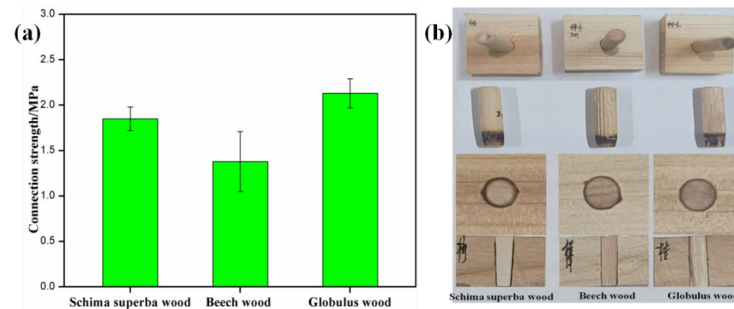 (a)
3.0
2.5
2.0
1.5
1.0
0.5
0.0
Connection strength/MPa
Schima superba wood
Beech wood
Globulus wood
(b)
Schima superba wood
Beech wood
Globulus wood